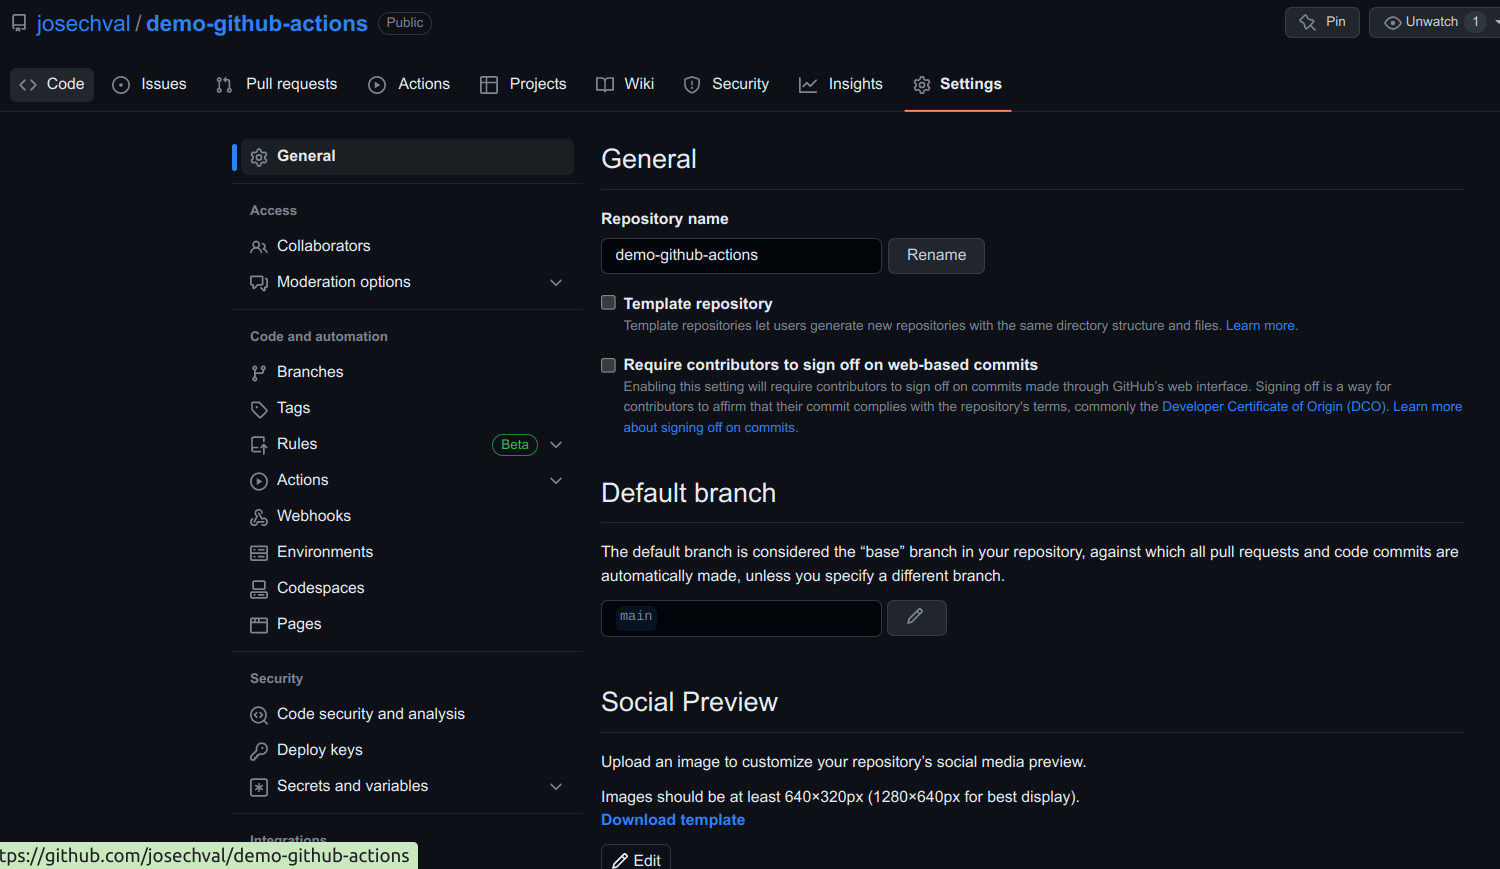 josechval / demo-github-actions Public
Pin
Unwatch 1
Code
Issues
Pull requests
Actions
Projects
Wiki
Security
Insights
Settings
General
Access
Collaborators
Moderation options
Code and automation
Branches
Tags
Rules Beta
Actions
Webhooks
Environments
Codespaces
Pages
Security
Code security and analysis
Deploy keys
Secrets and variables
Integrations
tps://github.com/josechval/demo-github-actions
General
Repository name
demo-github-actions Rename
Template repository
Template repositories let users generate new repositories with the same directory structure and files. Learn more.
Require contributors to sign off on web-based commits
Enabling this setting will require contributors to sign off on commits made through GitHub's web interface. Signing off is a way for
contributors to affirm that their commit complies with the repository's terms, commonly the Developer Certificate of Origin (DCO). Learn more
about signing off on commits.
Default branch
The default branch is considered the “base” branch in your repository, against which all pull requests and code commits are
automatically made, unless you specify a different branch.
main
Social Preview
Upload an image to customize your repository's social media preview.
Images should be at least 640×320px (1280×640px for best display).
Download template
Edit